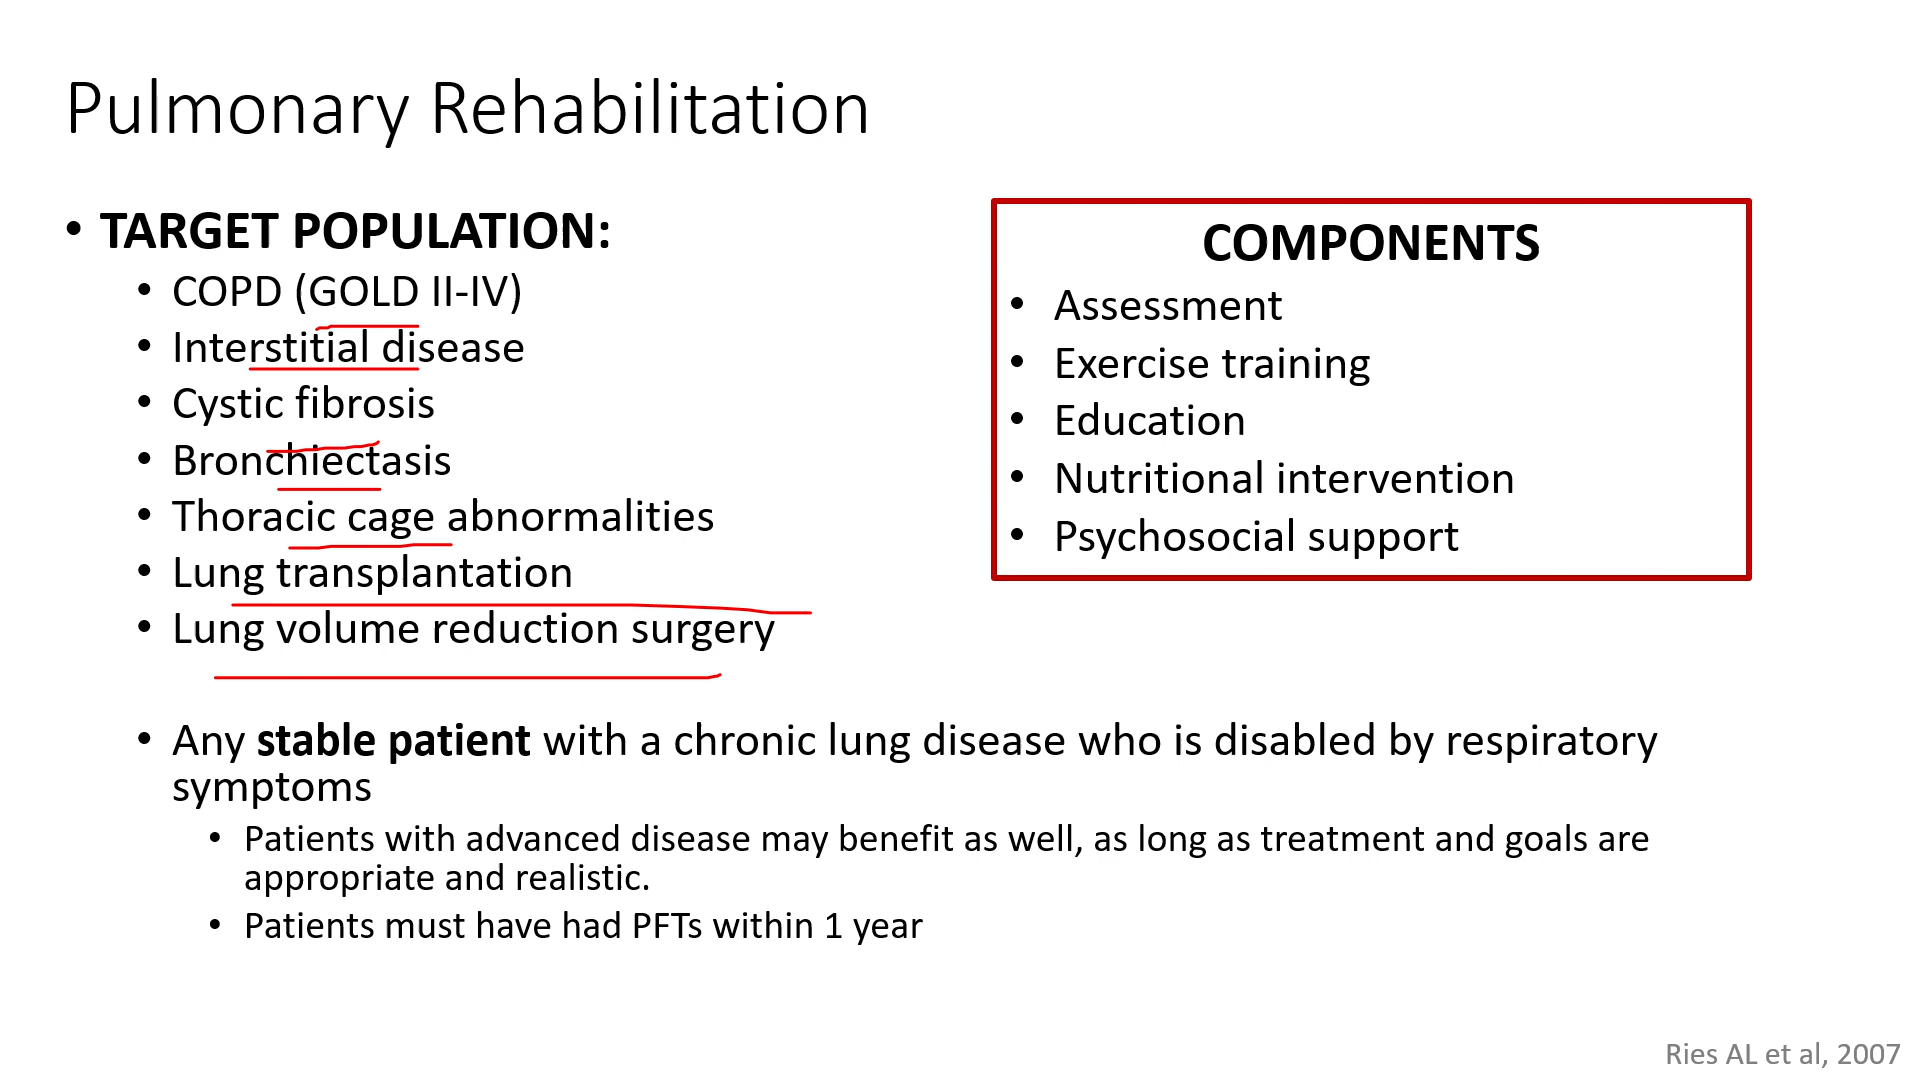 Pulmonary Rehabilitation
• TARGET POPULATION:
• COPD (GOLD II-IV)
• Interstitial disease
• Cystic fibrosis
• Bronchiectasis
• Thoracic cage abnormalities
• Lung transplantation
• Lung volume reduction surgery
• Any stable patient with a chronic lung disease who is disabled by respiratory
symptoms
• Patients with advanced disease may benefit as well, as long as treatment and goals are
appropriate and realistic.
• Patients must have had PFTs within 1 year
COMPONENTS
• Assessment
• Exercise training
• Education
• Nutritional intervention
• Psychosocial support
Ries AL et al, 2007